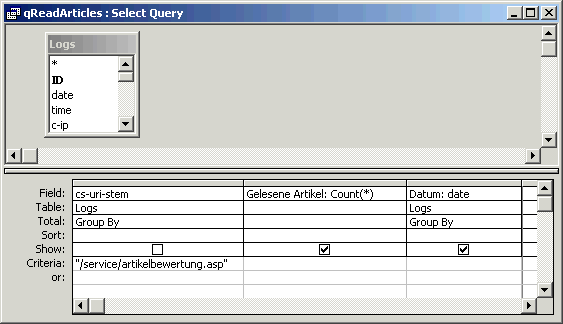 qReadArticles : Select Query
Logs
*
ID
date
time
c-ip
Field: cs-uri-stem Gelesene Artikel: Count(*) Datum: date
Table: Logs Logs
Total: Group By Group By
Sort:
Show:
Criteria: "/service/artikelbewertung.asp"
or: